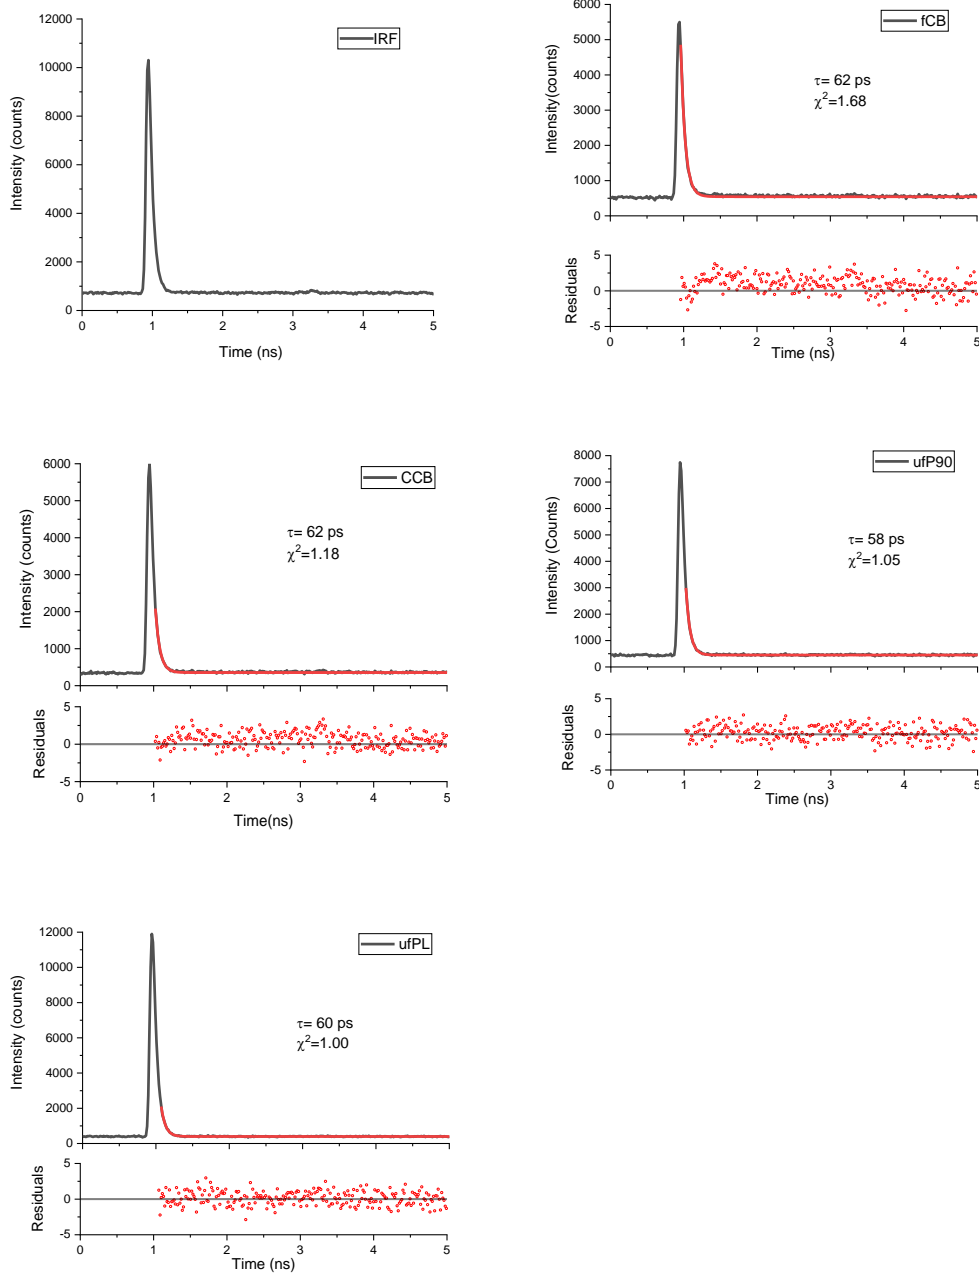 IRF
Intensity (counts)
12000
10000
8000
6000
4000
2000
0
0 1 2 3 4 5
Time (ns)
fCB
τ= 62 ps
χ²=1.68
Intensity(counts)
6000
5000
4000
3000
2000
1000
0
Residuals
5
0
-5
0 1 2 3 4 5
Time (ns)
CCB
τ= 62 ps
χ²=1.18
Intensity (counts)
6000
5000
4000
3000
2000
1000
0
Residuals
5
0
-5
0 1 2 3 4 5
Time(ns)
ufP90
τ= 58 ps
χ²=1.05
Intensity (Counts)
8000
7000
6000
5000
4000
3000
2000
1000
0
Residuals
5
0
-5
0 1 2 3 4 5
Time (ns)
ufPL
τ= 60 ps
χ²=1.00
Intensity (counts)
12000
10000
8000
6000
4000
2000
0
Residuals
5
0
-5
0 1 2 3 4 5
Time (ns)